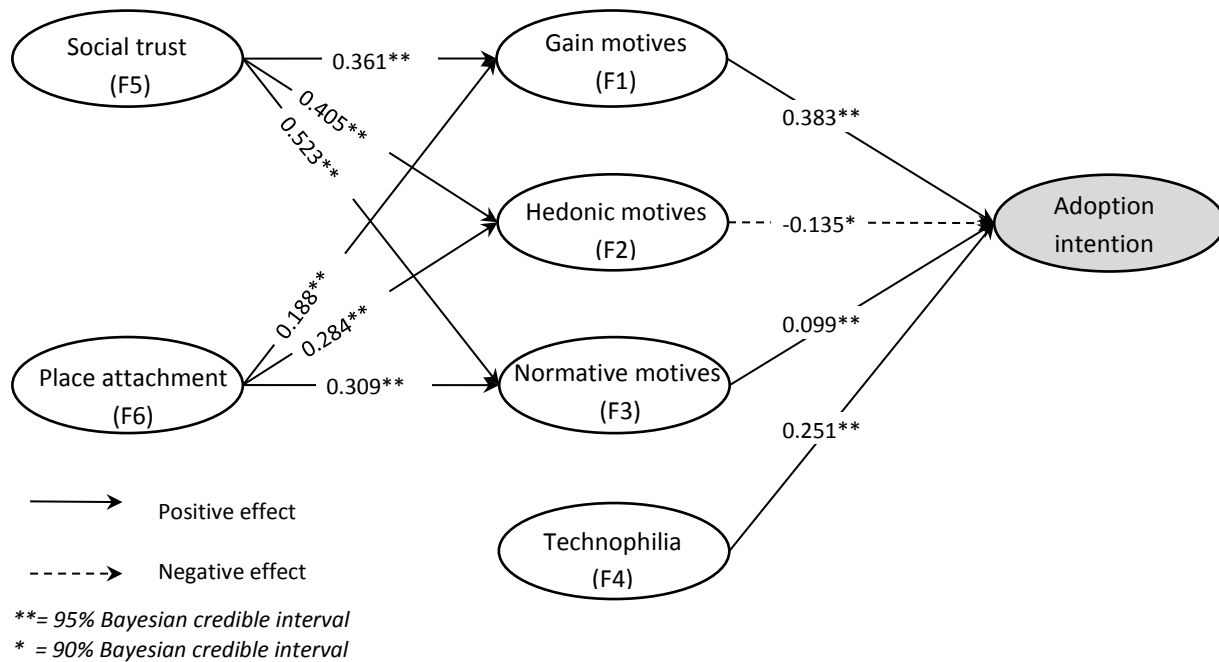 Social trust
(F5)
Gain motives
(F1)
0.361**
0.405**
0.523**
0.383**
Hedonic motives
(F2)
-0.135*
Adoption
intention
0.188**
0.284**
0.309**
Place attachment
(F6)
Normative motives
(F3)
0.099**
0.251**
Technophilia
(F4)
Positive effect
Negative effect
**= 95% Bayesian credible interval
* = 90% Bayesian credible interval